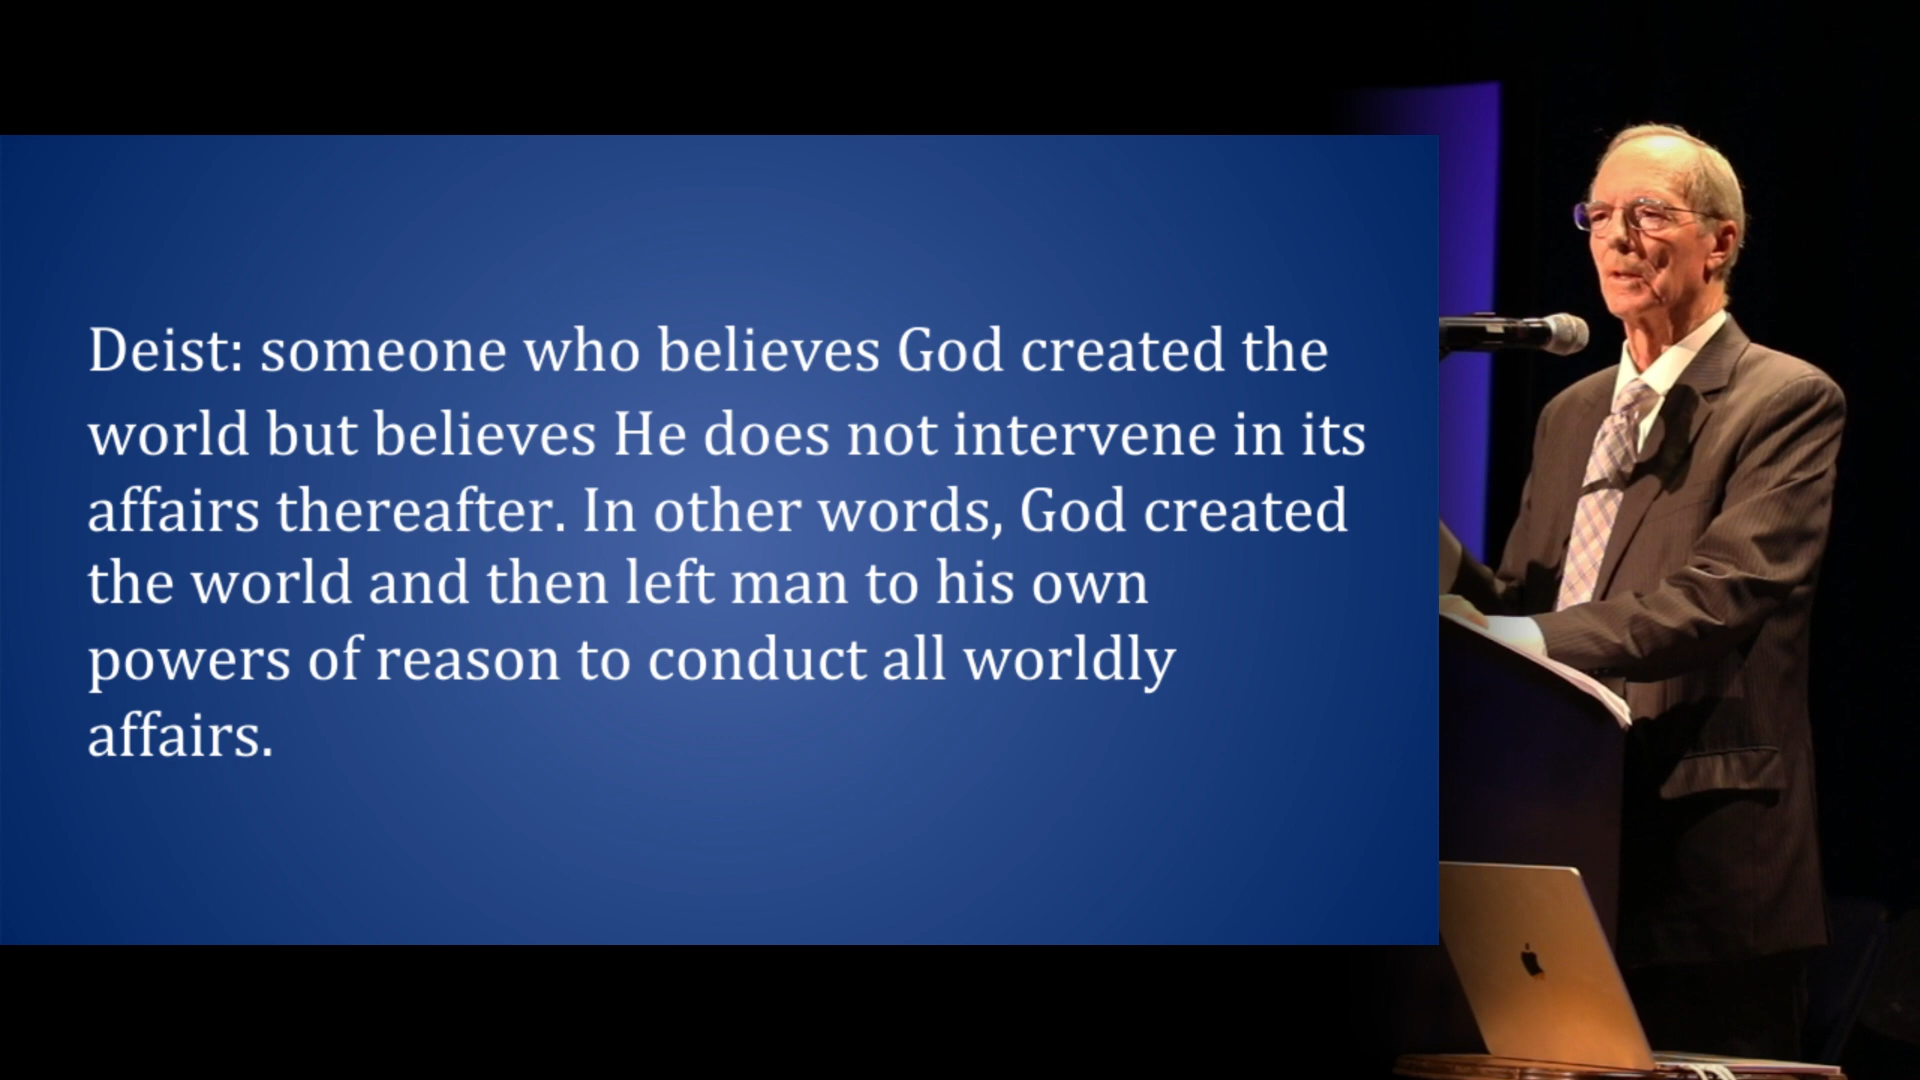 Deist: someone who believes God created the
world but believes He does not intervene in its
affairs thereafter. In other words, God created
the world and then left man to his own
powers of reason to conduct all worldly
affairs.